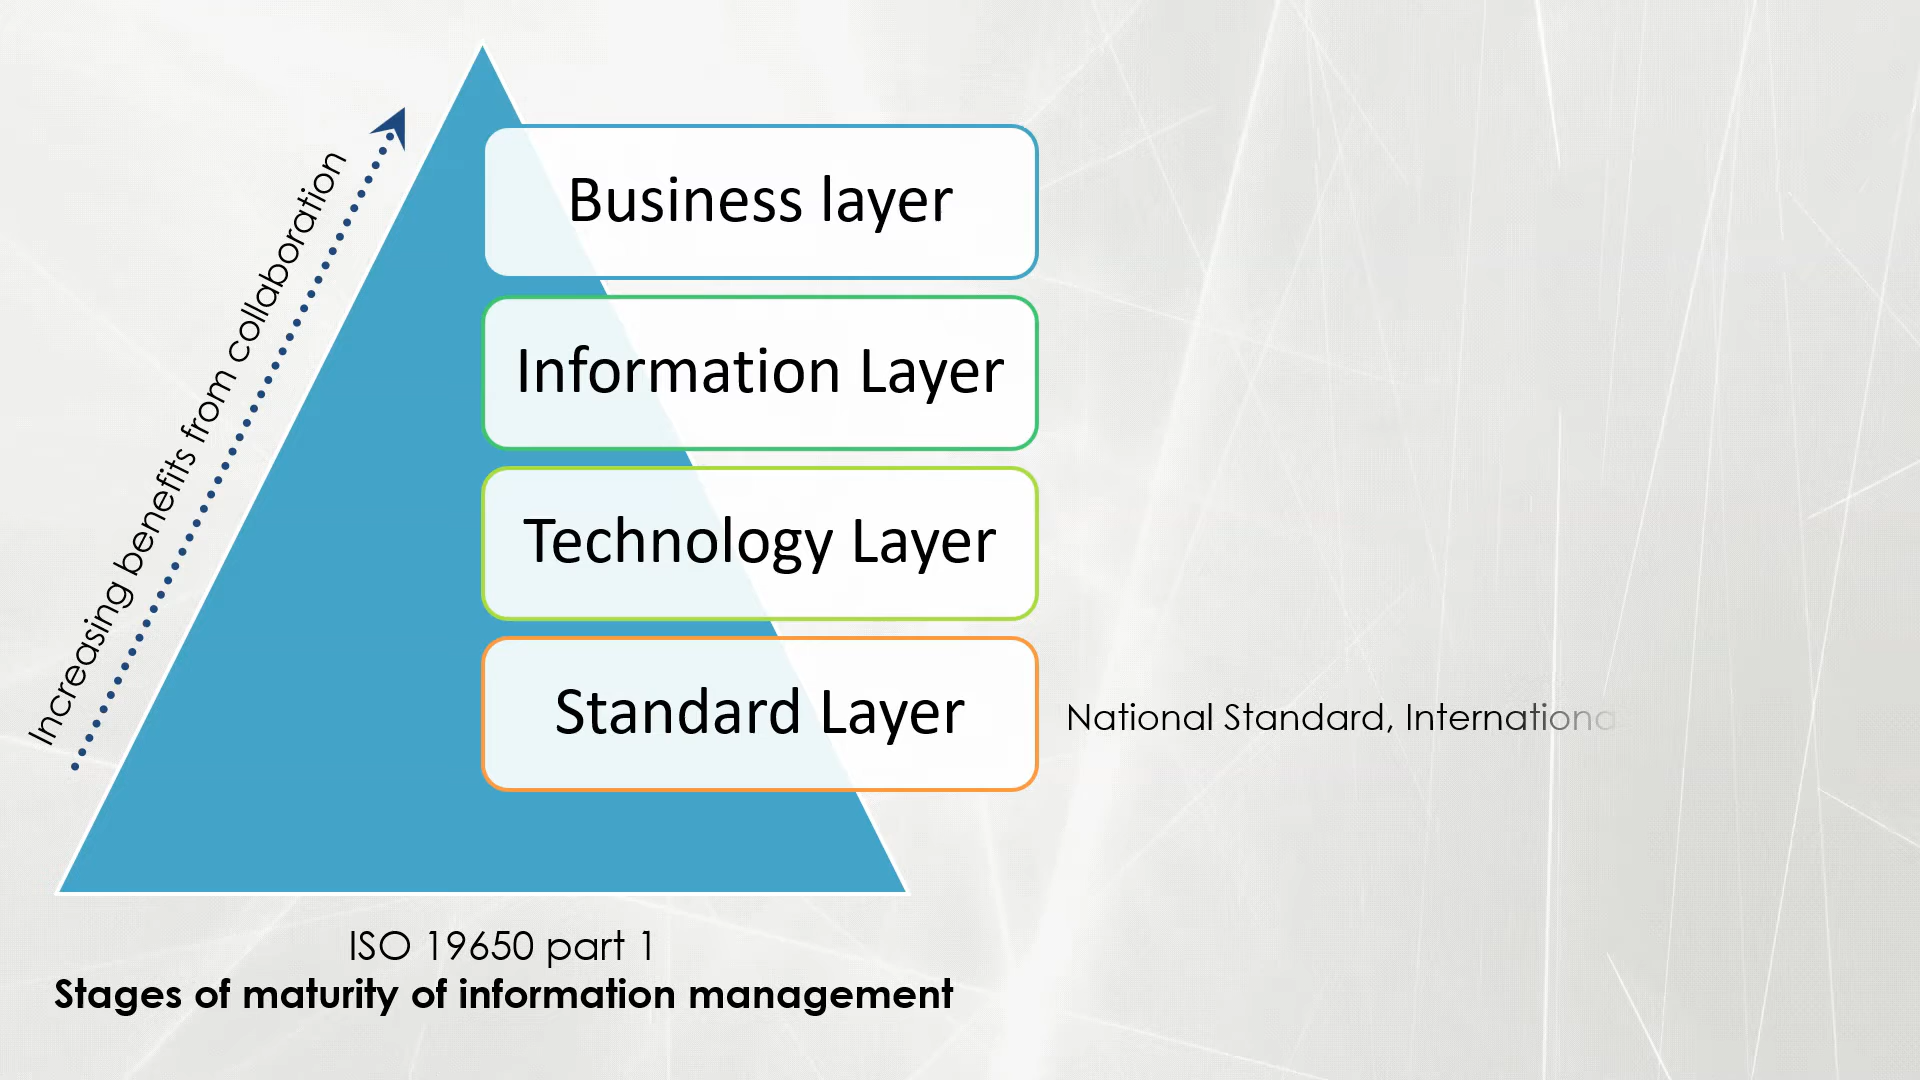 Increasing benefits from collaboration
Business layer
Information Layer
Technology Layer
Standard Layer
National Standard, Internationa
ISO 19650 part 1
Stages of maturity of information management